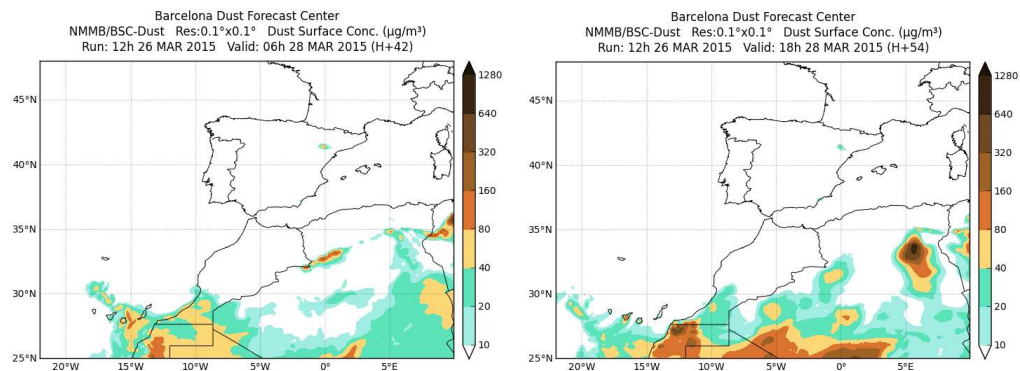 Barcelona Dust Forecast Center
NMMB/BSC-Dust   Res:0.1°x0.1°   Dust Surface Conc. (μg/m³)
Run: 12h 26 MAR 2015   Valid: 06h 28 MAR 2015 (H+42)
45°N
40°N
35°N
30°N
25°N
20°W
15°W
10°W
5°W
0°
5°E
1280
640
320
160
80
40
20
10
Barcelona Dust Forecast Center
NMMB/BSC-Dust   Res:0.1°x0.1°   Dust Surface Conc. (μg/m³)
Run: 12h 26 MAR 2015   Valid: 18h 28 MAR 2015 (H+54)
45°N
40°N
35°N
30°N
25°N
20°W
15°W
10°W
5°W
0°
5°E
1280
640
320
160
80
40
20
10